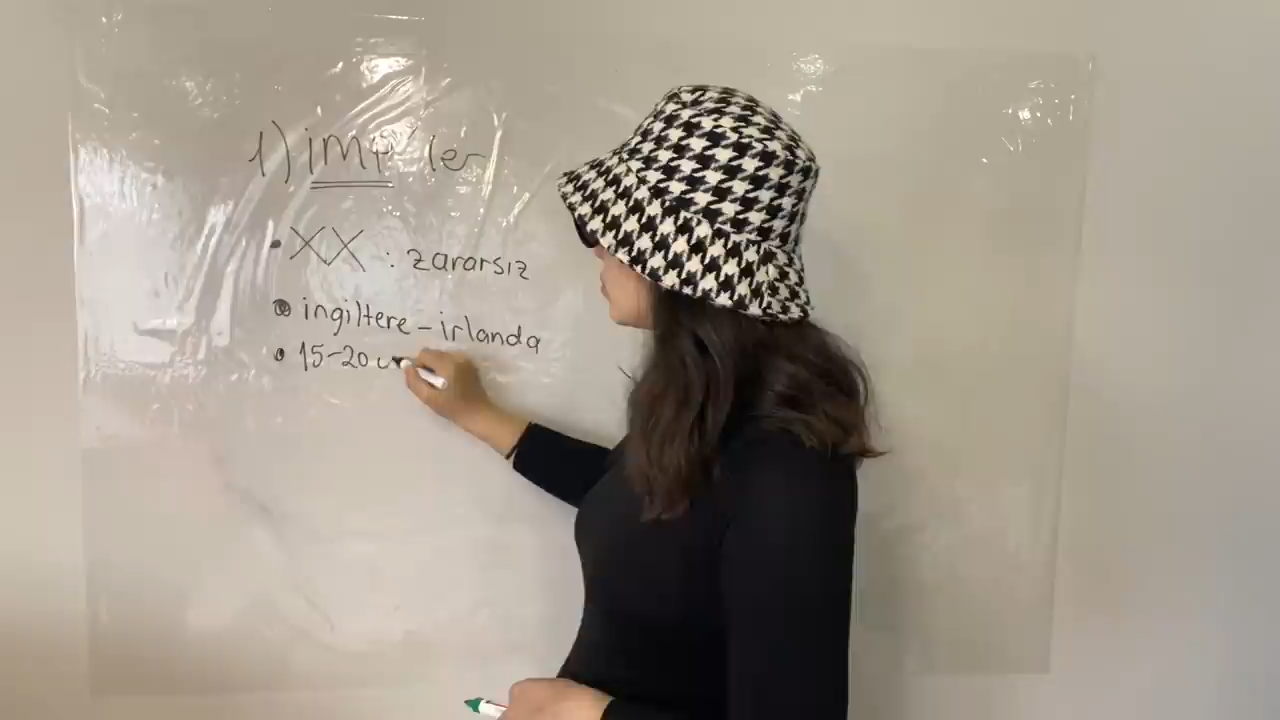 1) imp'ler
• XX : zararsız
• ingiltere - irlanda
• 15-20